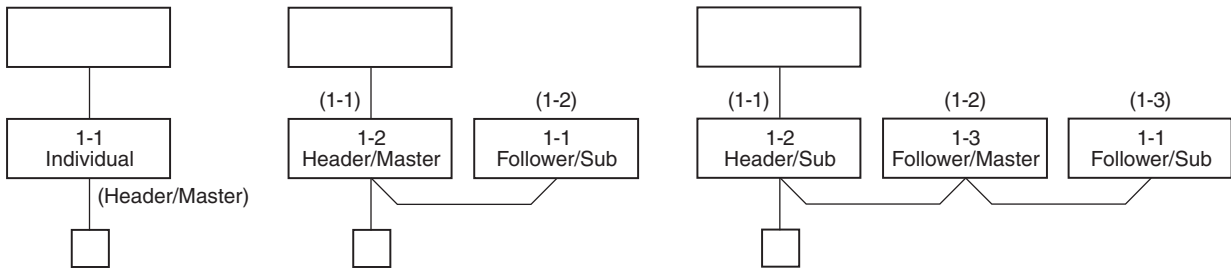 1-1
Individual
(Header/Master)
(1-1)
(1-2)
1-2
Header/Master
1-1
Follower/Sub
(1-1)
(1-2)
(1-3)
1-2
Header/Sub
1-3
Follower/Master
1-1
Follower/Sub